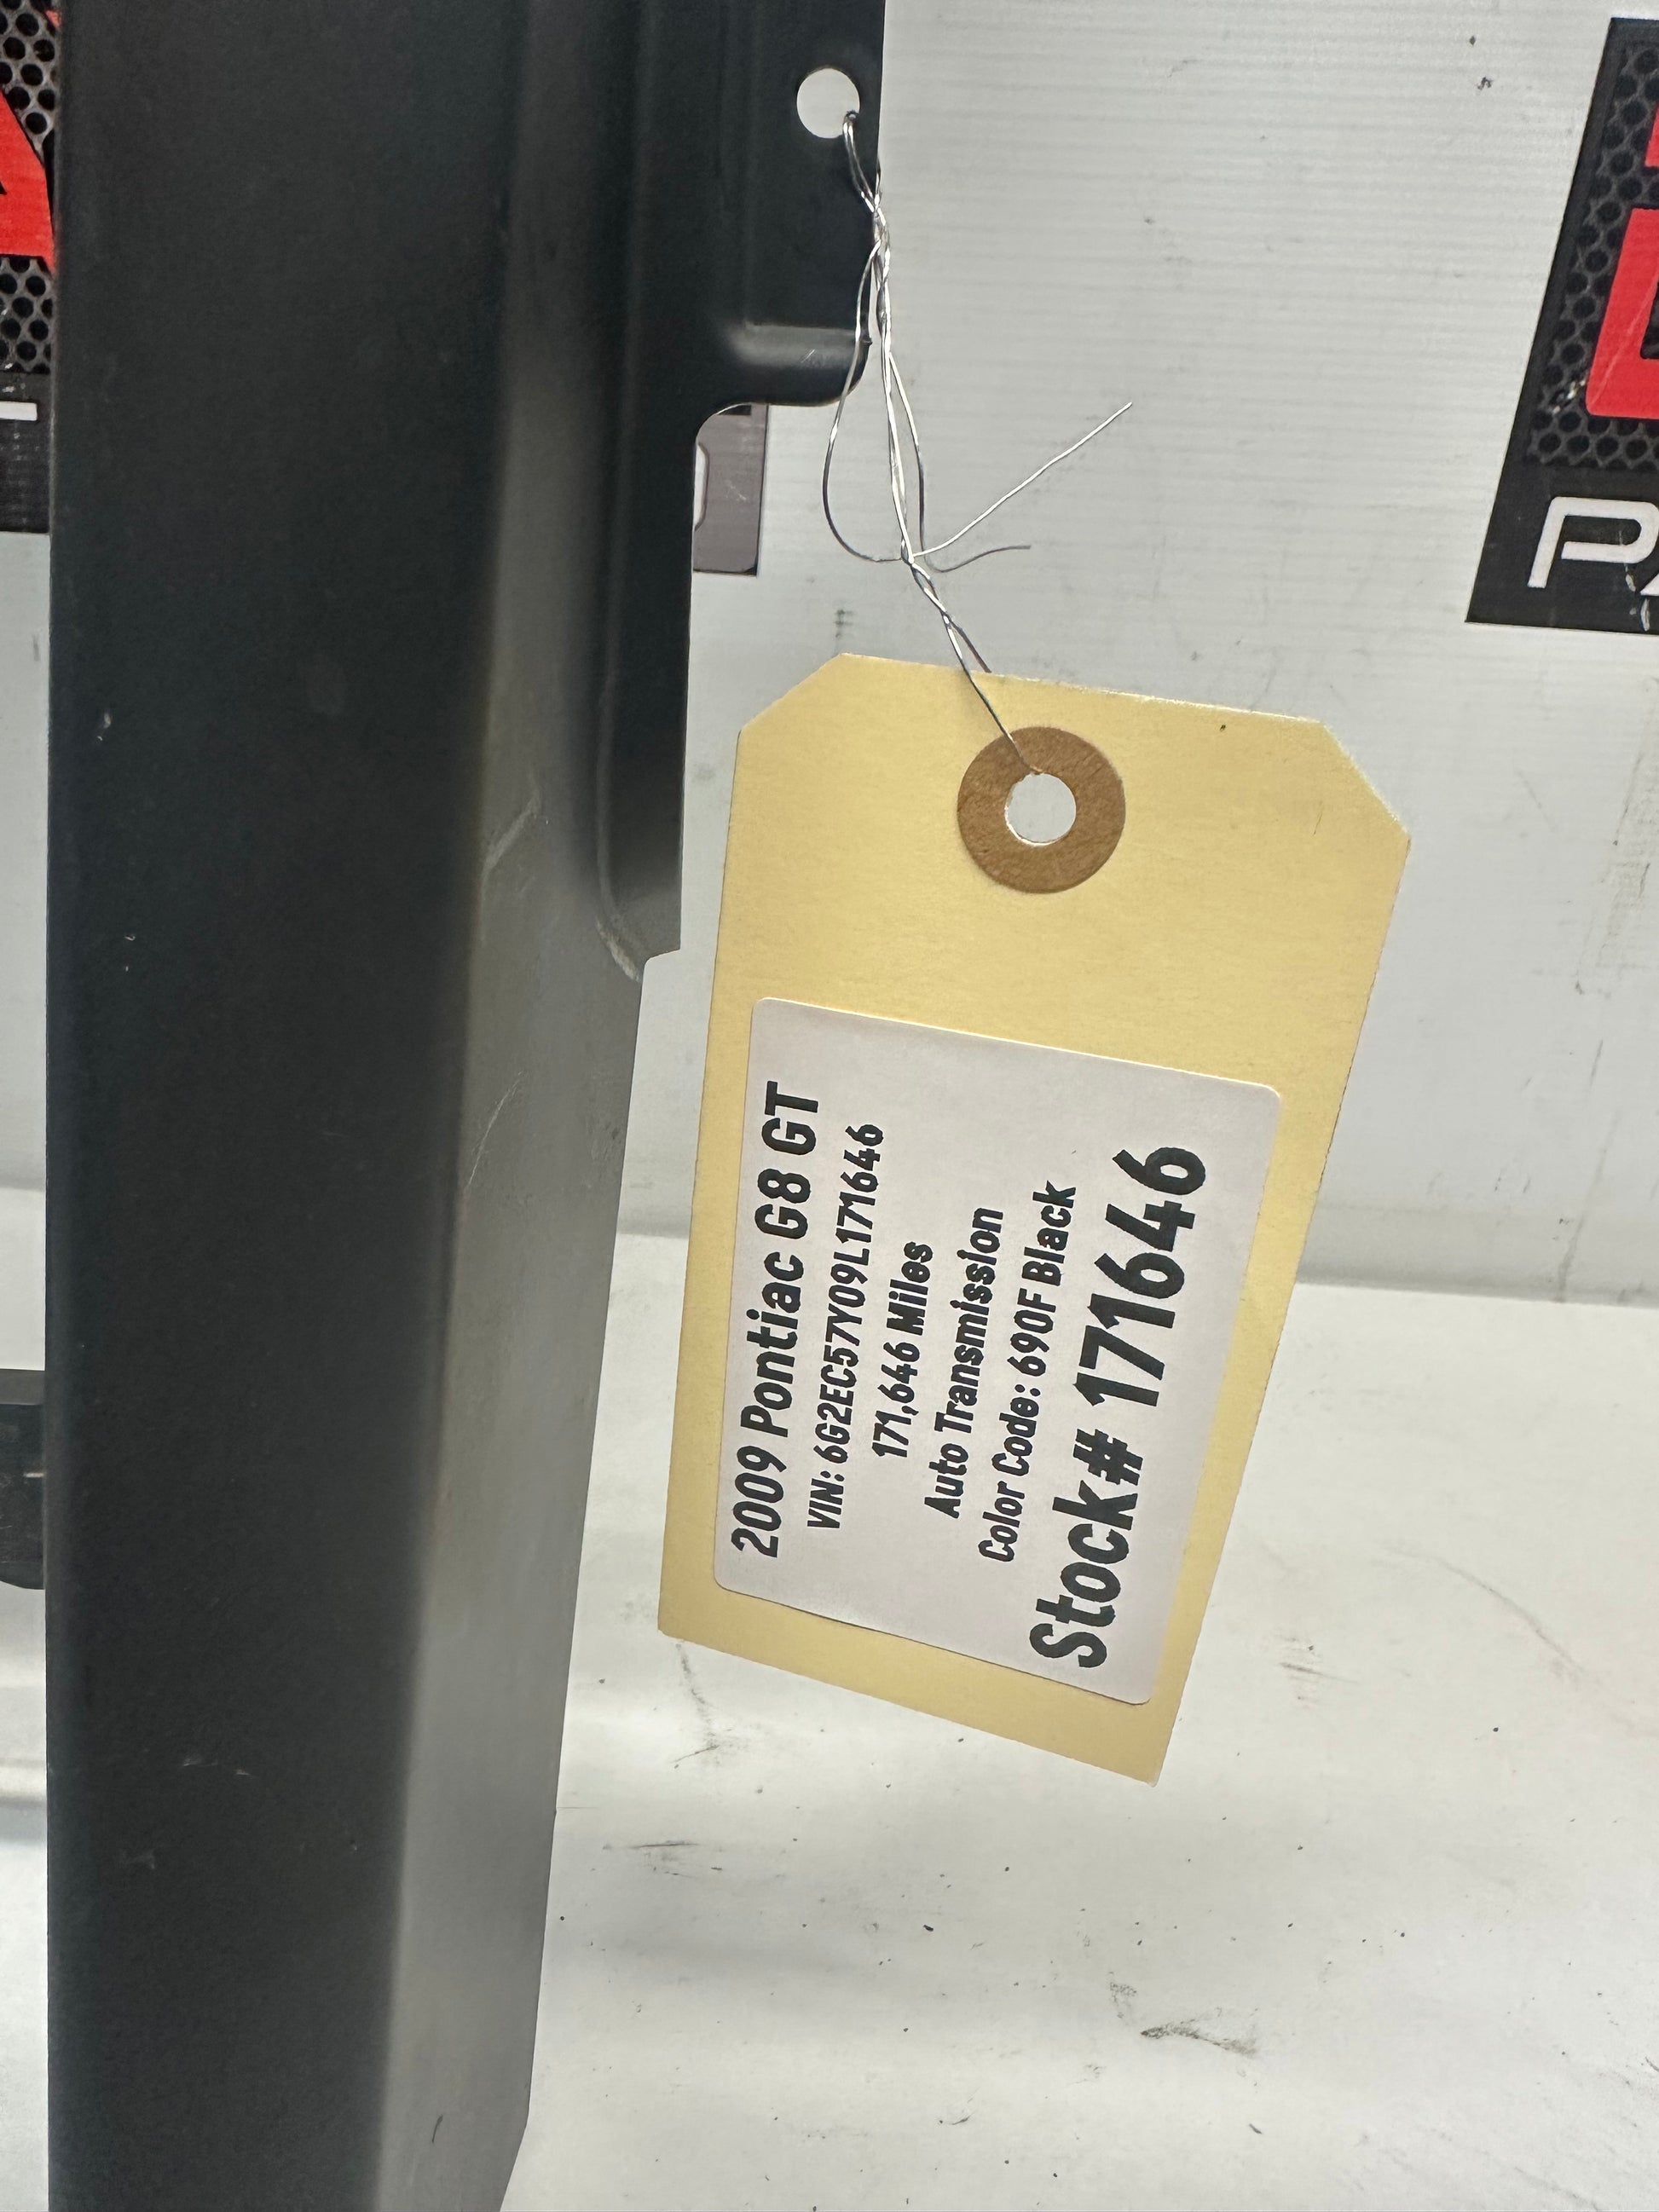 2009 Pontiac G8 GT
VIN: 6G2EC57Y09L171646
171,646 Miles
Auto Transmission
Color Code: 690F Black
Stock# 171646